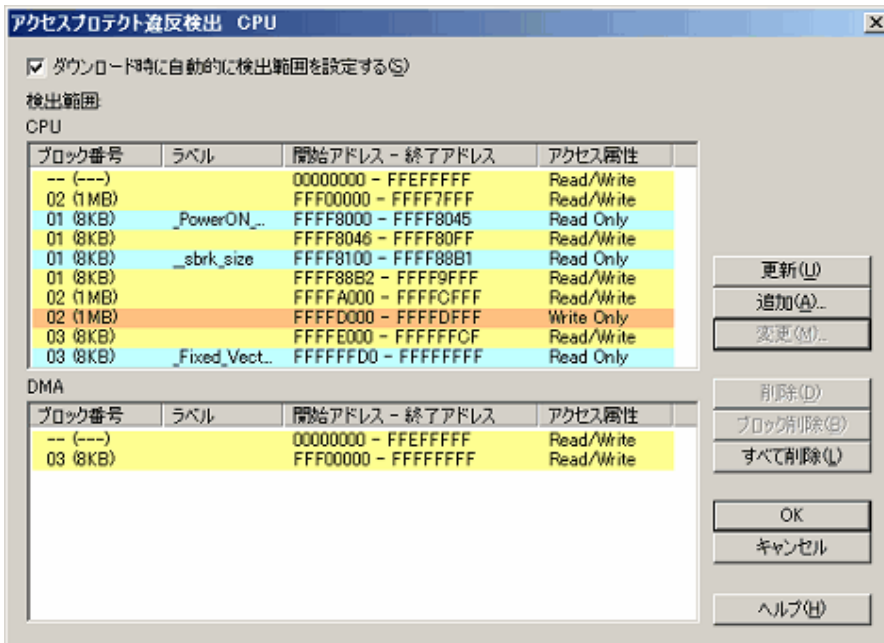 アクセスプロテクト違反検出 CPU
ダウンロード時に自動的に検出範囲を設定する(S)
検出範囲:
CPU
ブロック番号 ラベル 開始アドレス - 終了アドレス アクセス属性
-- (---) 00000000 - FFEFFFFF Read/Write
02 (1MB) FFF00000 - FFFF7FFF Read/Write
01 (8KB) _PowerON_... FFFF8000 - FFFF8045 Read Only
01 (8KB) FFFF8046 - FFFF80FF Read/Write
01 (8KB) __sbrk_size FFFF8100 - FFFF88B1 Read Only
01 (8KB) FFFF88B2 - FFFF9FFF Read/Write
02 (1MB) FFFFA000 - FFFFCFFF Read/Write
02 (1MB) FFFFD000 - FFFFDFFF Write Only
03 (8KB) FFFFE000 - FFFFFFCF Read/Write
03 (8KB) _Fixed_Vect... FFFFFFD0 - FFFFFFFF Read Only
更新(U)
追加(A)...
変更(M)...
DMA
ブロック番号 ラベル 開始アドレス - 終了アドレス アクセス属性
-- (---) 00000000 - FFEFFFFF Read/Write
03 (8KB) FFF00000 - FFFFFFFF Read/Write
削除(D)
ブロック削除(B)
すべて削除(L)
OK
キャンセル
ヘルプ(H)